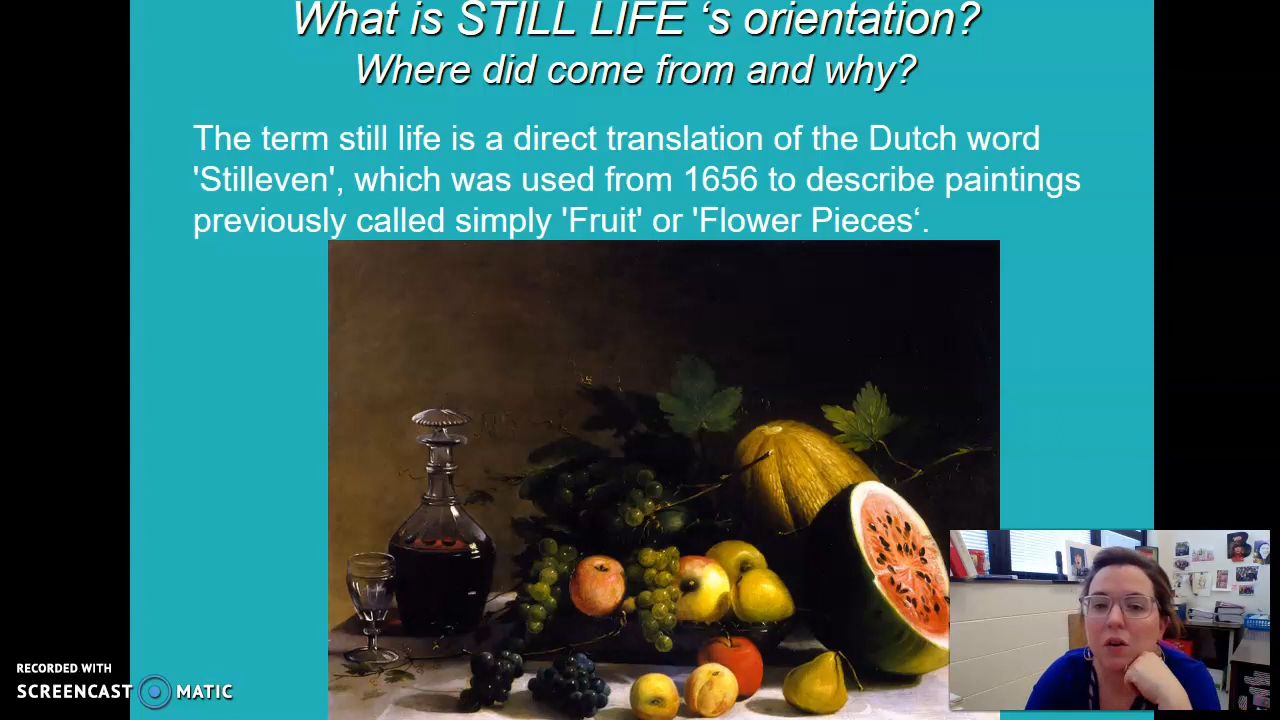 What is STILL LIFE ‘s orientation?
Where did come from and why?
The term still life is a direct translation of the Dutch word
'Stilleven', which was used from 1656 to describe paintings
previously called simply 'Fruit' or 'Flower Pieces‘.
RECORDED WITH
SCREENCAST MATIC